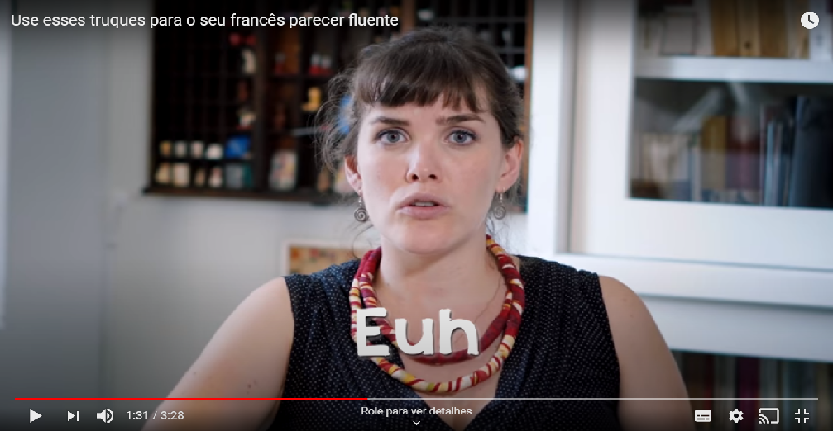 Use esses truques para o seu francês parecer fluente
Euh
1:31 / 3:28
Role para ver detalhes